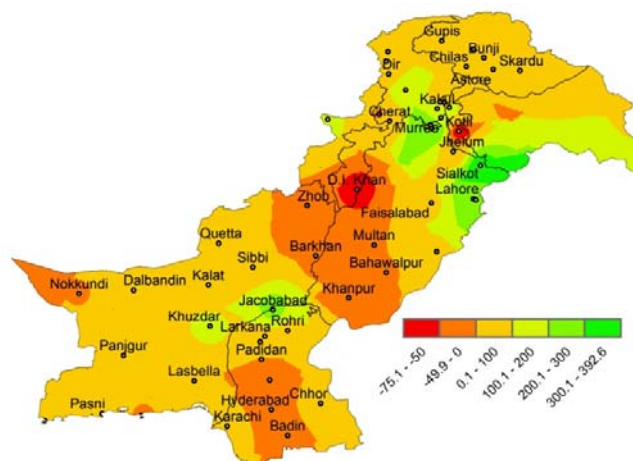 Gupis
Bunji
Chilas
Skardu
Dir
Astore
Kakul
Cherat
Kotli
Murree
Jhelum
Sialkot
D.I. Khan
Lahore
Zhob
Faisalabad
Quetta
Multan
Barkhan
Sibbi
Bahawalpur
Nokkundi
Dalbandin
Kalat
Khanpur
Jacobabad
Khuzdar
Larkana
Rohri
Panjgur
Padidan
Lasbella
Chhor
Pasni
Hyderabad
Karachi
Badin
-75.1 - -50
-49.9 - 0
0.1 - 100
100.1 - 200
200.1 - 300
300.1 - 392.6